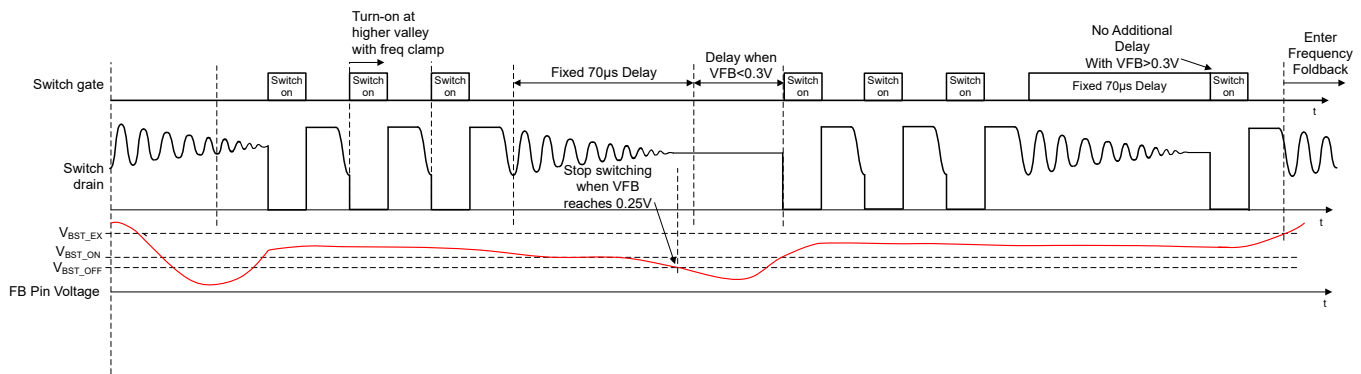 Turn-on at
higher valley
with freq clamp
No Additional
Delay
With VFB>0.3V
Enter
Frequency
Foldback
Delay when
VFB<0.3V
Fixed 70µs Delay
Switch gate
Switch
on
Switch
on
Switch
on
Switch
on
Switch
on
Switch
on
Fixed 70µs Delay
Switch
on
t
Switch
drain
Stop switching
when VFB
reaches 0.25V
t
VBST_EX
VBST_ON
VBST_OFF
FB Pin Voltage
t